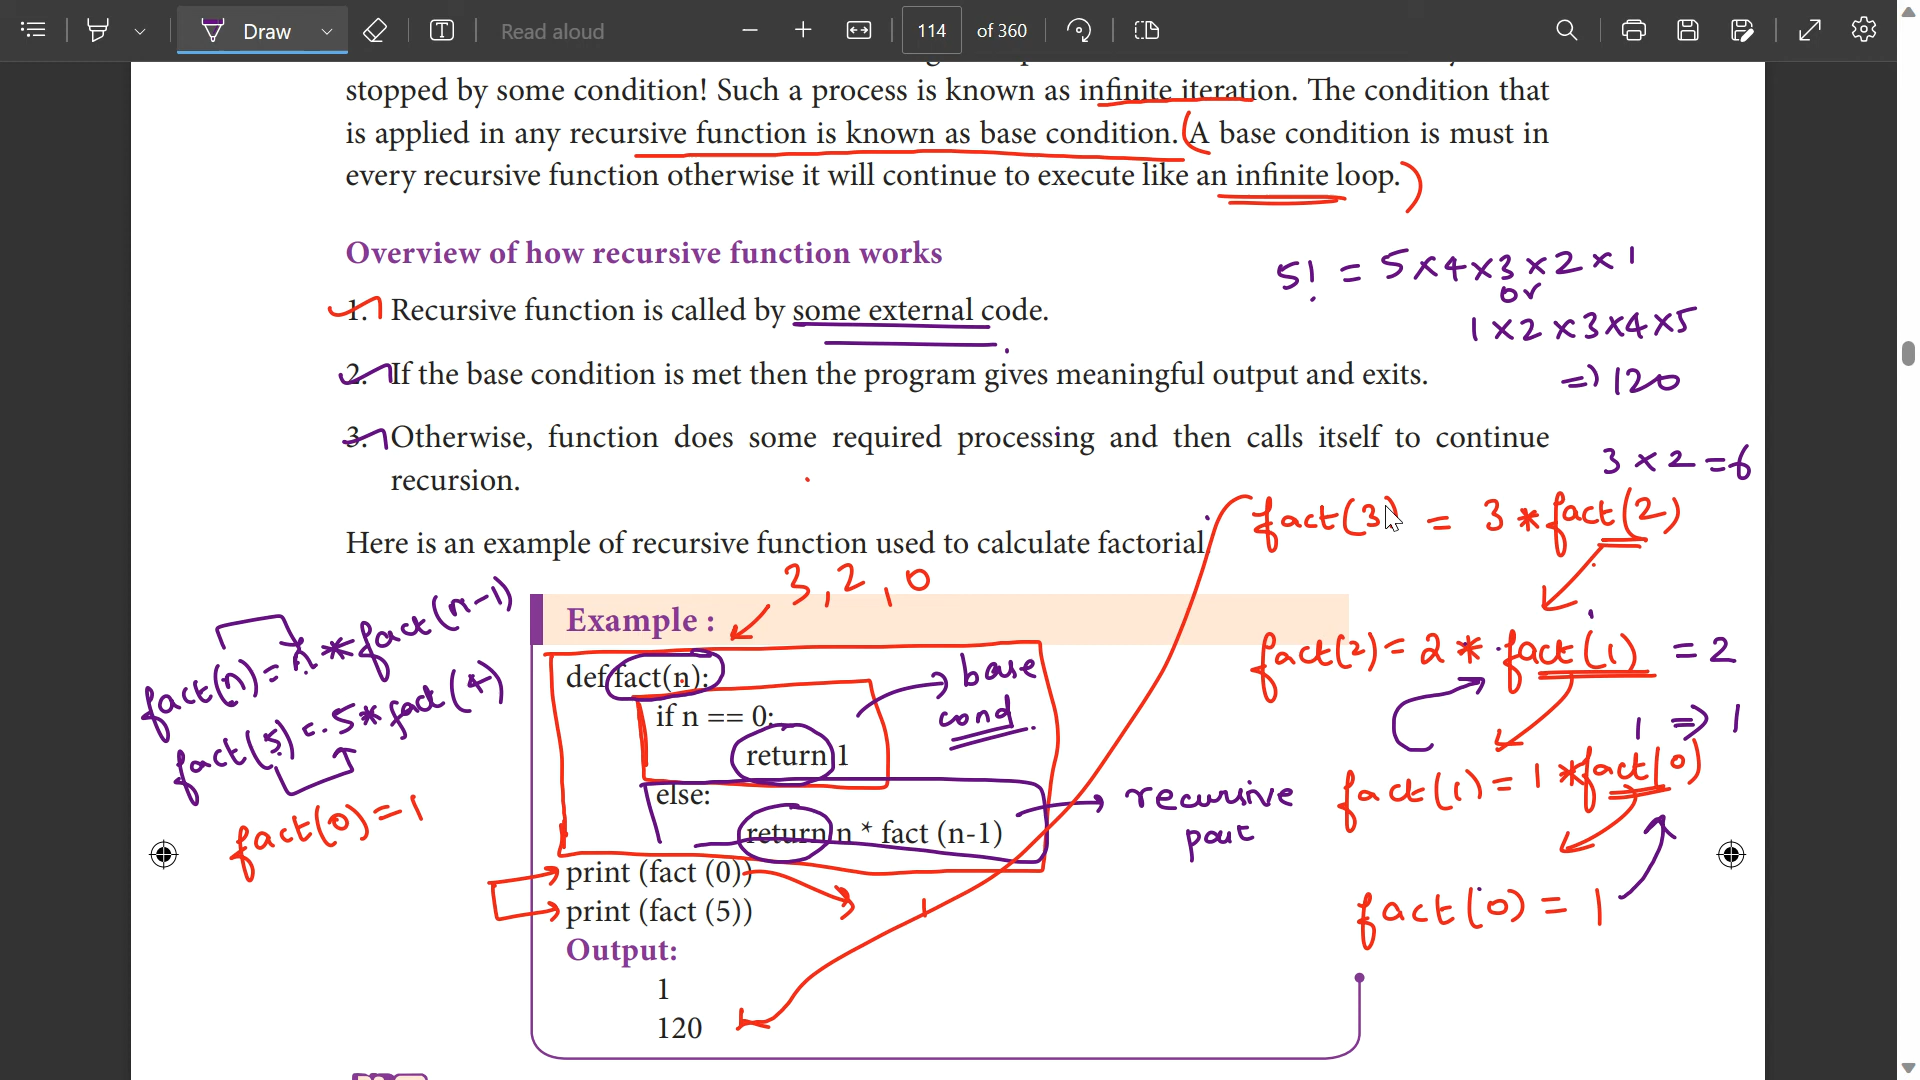 Draw
Read aloud
114 of 360
stopped by some condition! Such a process is known as infinite iteration. The condition that
is applied in any recursive function is known as base condition. A base condition is must in
every recursive function otherwise it will continue to execute like an infinite loop.
Overview of how recursive function works
5! = 5 × 4 × 3 × 2 × 1
or
1. Recursive function is called by some external code.
1 × 2 × 3 × 4 × 5
2. If the base condition is met then the program gives meaningful output and exits.
=> 120
3. Otherwise, function does some required processing and then calls itself to continue
recursion.
3 × 2 = 6
fact(3) = 3 * fact(2)
Here is an example of recursive function used to calculate factorial.
3, 2, 0
Example :
fact(n) = n * fact(n-1)
fact(2) = 2 * fact(1) = 2
def fact(n):
base
cond
if n == 0:
fact(5) = 5 * fact(4)
1 => 1
return 1
fact(1) = 1 * fact(0)
else:
recursive
part
fact(0) = 1
return n * fact (n-1)
print (fact (0))
1
print (fact (5))
fact(0) = 1
Output:
1
120